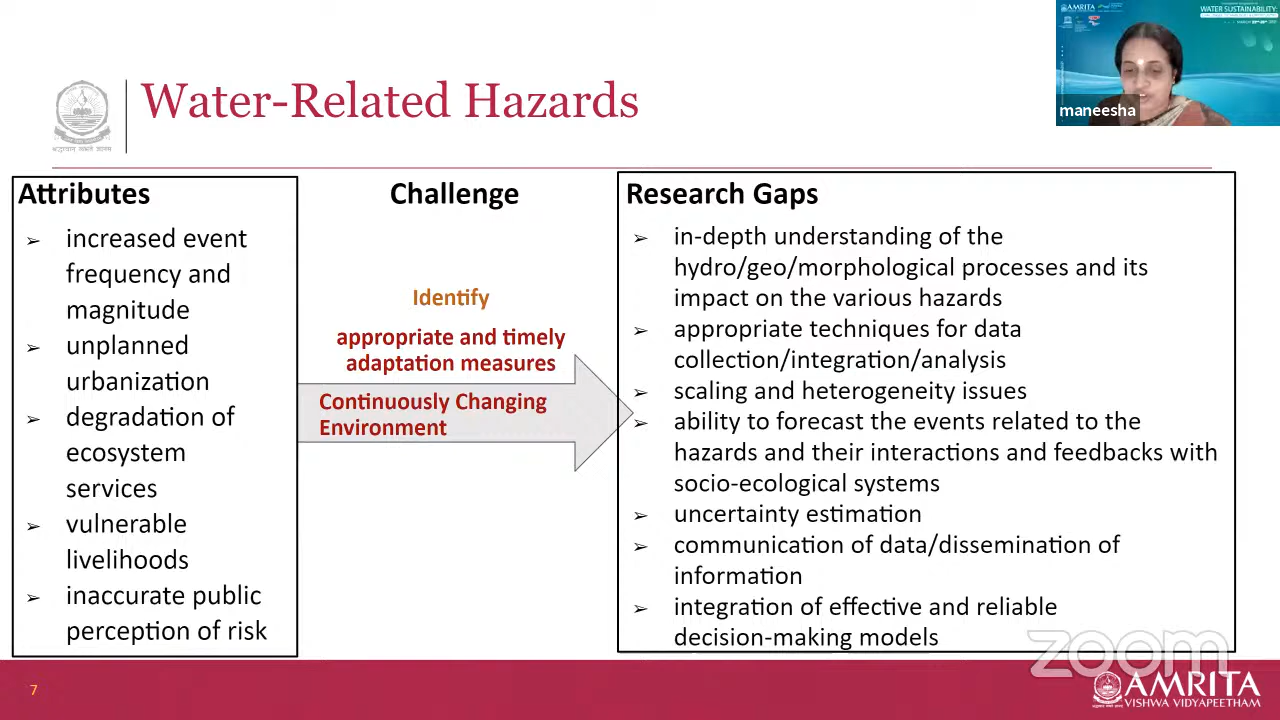 Water-Related Hazards
AMRITA
WATER SUSTAINABILITY:
maneesha
Attributes
➢ increased event
frequency and
magnitude
➢ unplanned
urbanization
➢ degradation of
ecosystem
services
➢ vulnerable
livelihoods
➢ inaccurate public
perception of risk
Challenge
Identify
appropriate and timely
adaptation measures
Continuously Changing
Environment
Research Gaps
➢ in-depth understanding of the
hydro/geo/morphological processes and its
impact on the various hazards
➢ appropriate techniques for data
collection/integration/analysis
➢ scaling and heterogeneity issues
➢ ability to forecast the events related to the
hazards and their interactions and feedbacks with
socio-ecological systems
➢ uncertainty estimation
➢ communication of data/dissemination of
information
➢ integration of effective and reliable
decision-making models
zoom
7
AMRITA
VISHWA VIDYAPEETHAM